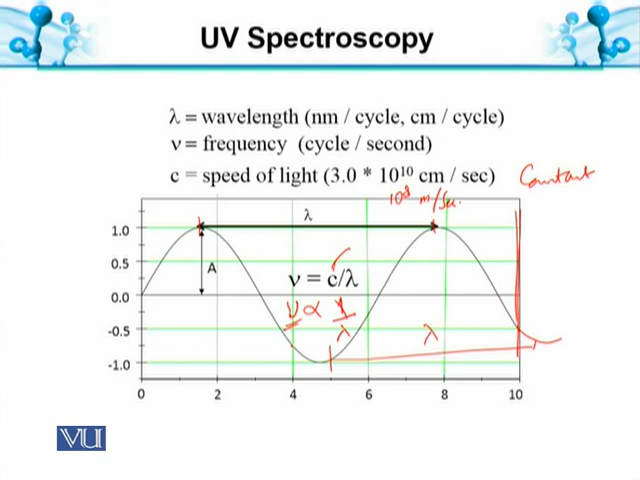 UV Spectroscopy
λ = wavelength (nm / cycle, cm / cycle)
ν = frequency (cycle / second)
c = speed of light (3.0 * 10¹⁰ cm / sec)
Constant
10⁸ m/Sec.
λ
1.0
0.5
A
ν = c/λ
0.0
ν ∝ 1/λ
λ
-0.5
-1.0
0 2 4 6 8 10
VU